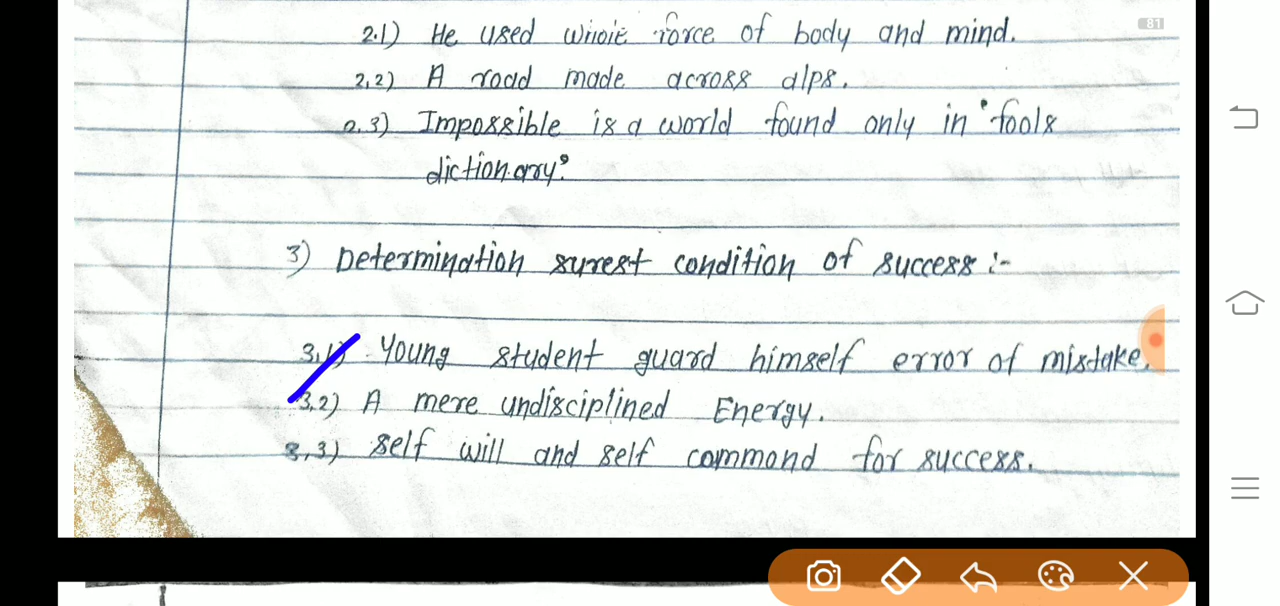 81
2.1) He used whole force of body and mind.
2,2) A road made across alps.
2.3) Impossible is a world found only in 'fools
dictionary'.
3) Determination surest condition of success :-
3.1) Young student guard himself error of mistake.
3,2) A mere undisciplined Energy.
3,3) self will and self command for success.